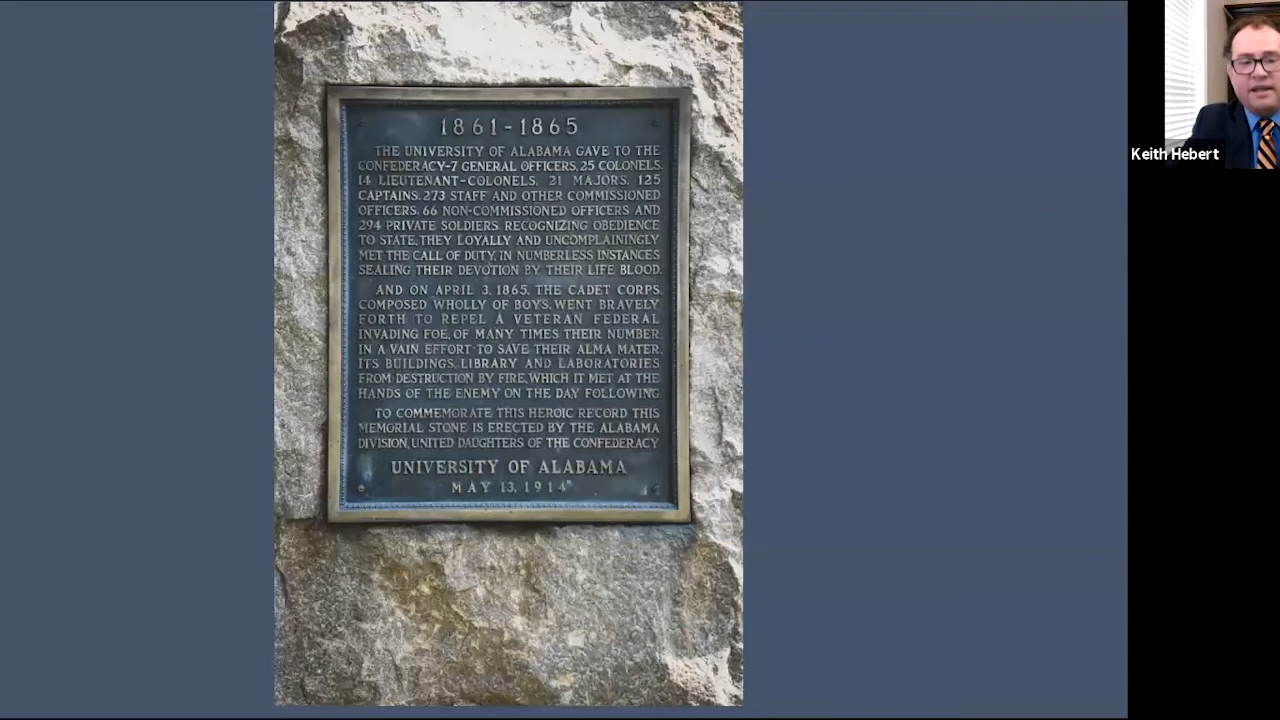 1861-1865
THE UNIVERSITY OF ALABAMA GAVE TO THE
CONFEDERACY-7 GENERAL OFFICERS, 25 COLONELS,
14 LIEUTENANT-COLONELS, 21 MAJORS, 125
CAPTAINS, 273 STAFF AND OTHER COMMISSIONED
OFFICERS, 66 NON-COMMISSIONED OFFICERS AND
294 PRIVATE SOLDIERS. RECOGNIZING OBEDIENCE
TO STATE, THEY LOYALLY AND UNCOMPLAININGLY
MET THE CALL OF DUTY, IN NUMBERLESS INSTANCES
SEALING THEIR DEVOTION BY THEIR LIFE BLOOD.
AND ON APRIL 3, 1865, THE CADET CORPS,
COMPOSED WHOLLY OF BOYS, WENT BRAVELY
FORTH TO REPEL A VETERAN FEDERAL
INVADING FOE, OF MANY TIMES THEIR NUMBER,
IN A VAIN EFFORT TO SAVE THEIR ALMA MATER,
ITS BUILDINGS, LIBRARY AND LABORATORIES
FROM DESTRUCTION BY FIRE, WHICH IT MET AT THE
HANDS OF THE ENEMY ON THE DAY FOLLOWING.
TO COMMEMORATE THIS HEROIC RECORD THIS
MEMORIAL STONE IS ERECTED BY THE ALABAMA
DIVISION, UNITED DAUGHTERS OF THE CONFEDERACY
UNIVERSITY OF ALABAMA
MAY 13, 1914
Keith Hebert